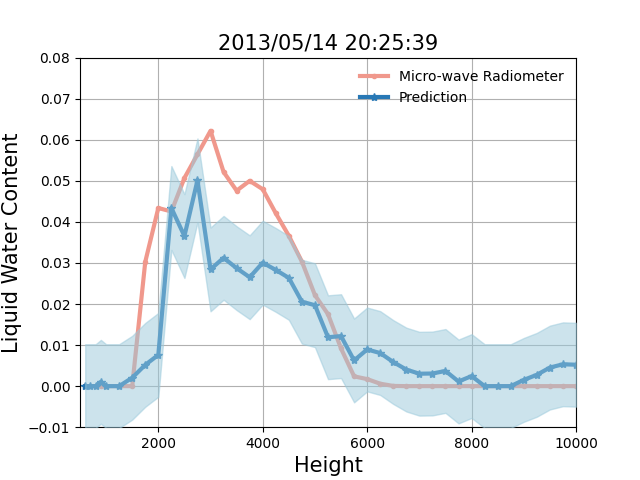 2013/05/14 20:25:39
Micro-wave Radiometer
Prediction
Liquid Water Content
0.08
0.07
0.06
0.05
0.04
0.03
0.02
0.01
0.00
−0.01
2000 4000 6000 8000 10000
Height